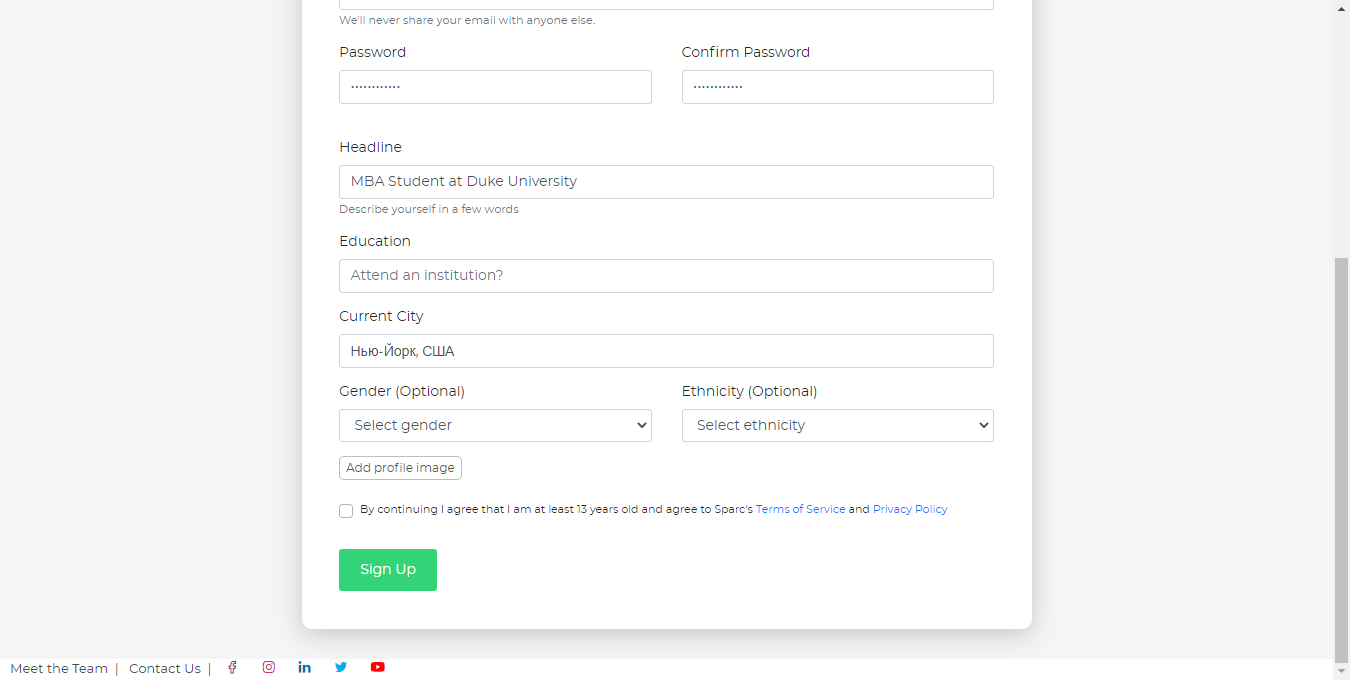 We'll never share your email with anyone else.
Password Confirm Password
············ ············
Headline
MBA Student at Duke University
Describe yourself in a few words
Education
Attend an institution?
Current City
Нью-Йорк, США
Gender (Optional) Ethnicity (Optional)
Select gender Select ethnicity
Add profile image
By continuing I agree that I am at least 13 years old and agree to Sparc's Terms of Service and Privacy Policy
Sign Up
Meet the Team | Contact Us |